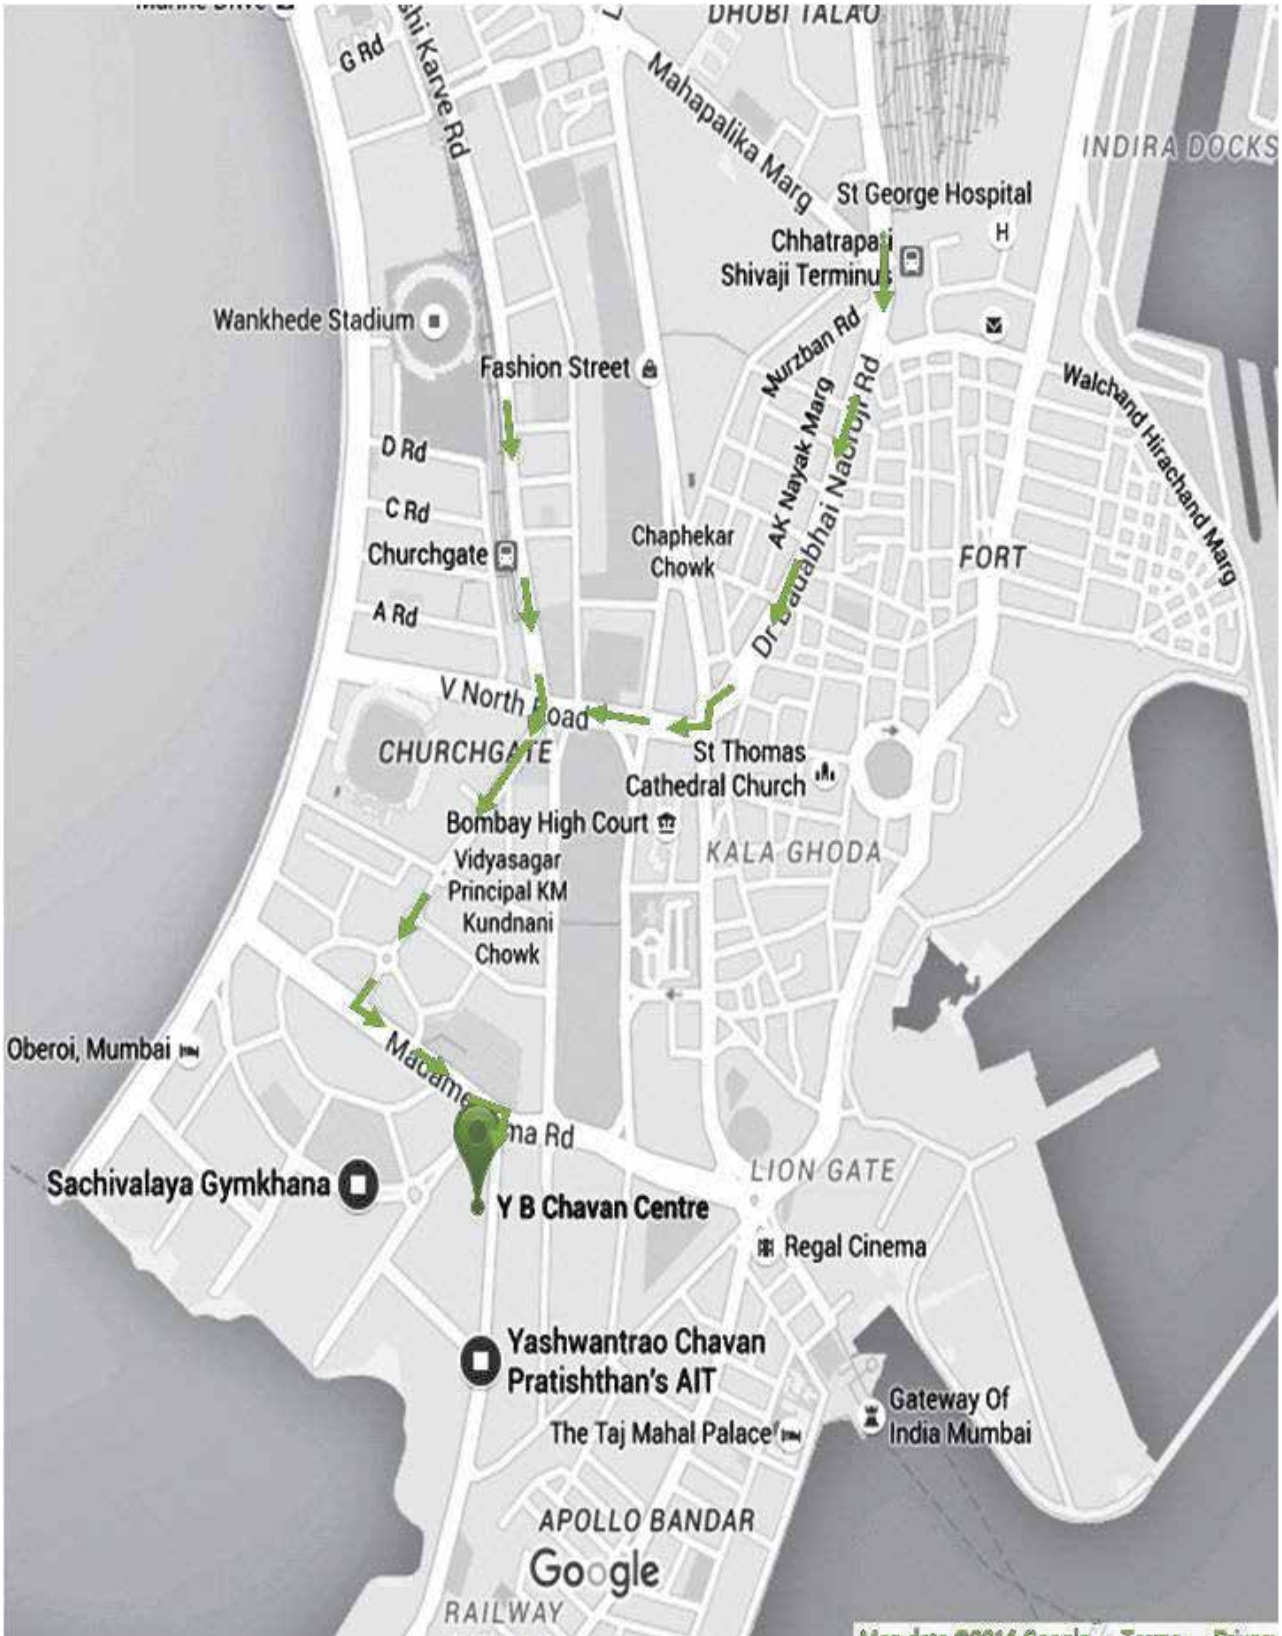 DHOBI TALAO
G Rd
shi Karve Rd
Mahapalika Marg
INDIRA DOCKS
St George Hospital
H
Chhatrapati
Shivaji Terminus
Wankhede Stadium
Murzban Rd
Fashion Street
Walchand Hirachand Marg
AK Nayak Marg
Dr Dadabhai Naoroji Rd
D Rd
C Rd
Churchgate
Chaphekar
Chowk
FORT
A Rd
V North Road
CHURCHGATE
St Thomas
Cathedral Church
Bombay High Court
KALA GHODA
Vidyasagar
Principal KM
Kundnani
Chowk
Oberoi, Mumbai
Madame
ma Rd
LION GATE
Sachivalaya Gymkhana
Y B Chavan Centre
Regal Cinema
Yashwantrao Chavan
Pratishthan's AIT
Gateway Of
India Mumbai
The Taj Mahal Palace
APOLLO BANDAR
Google
RAILWAY